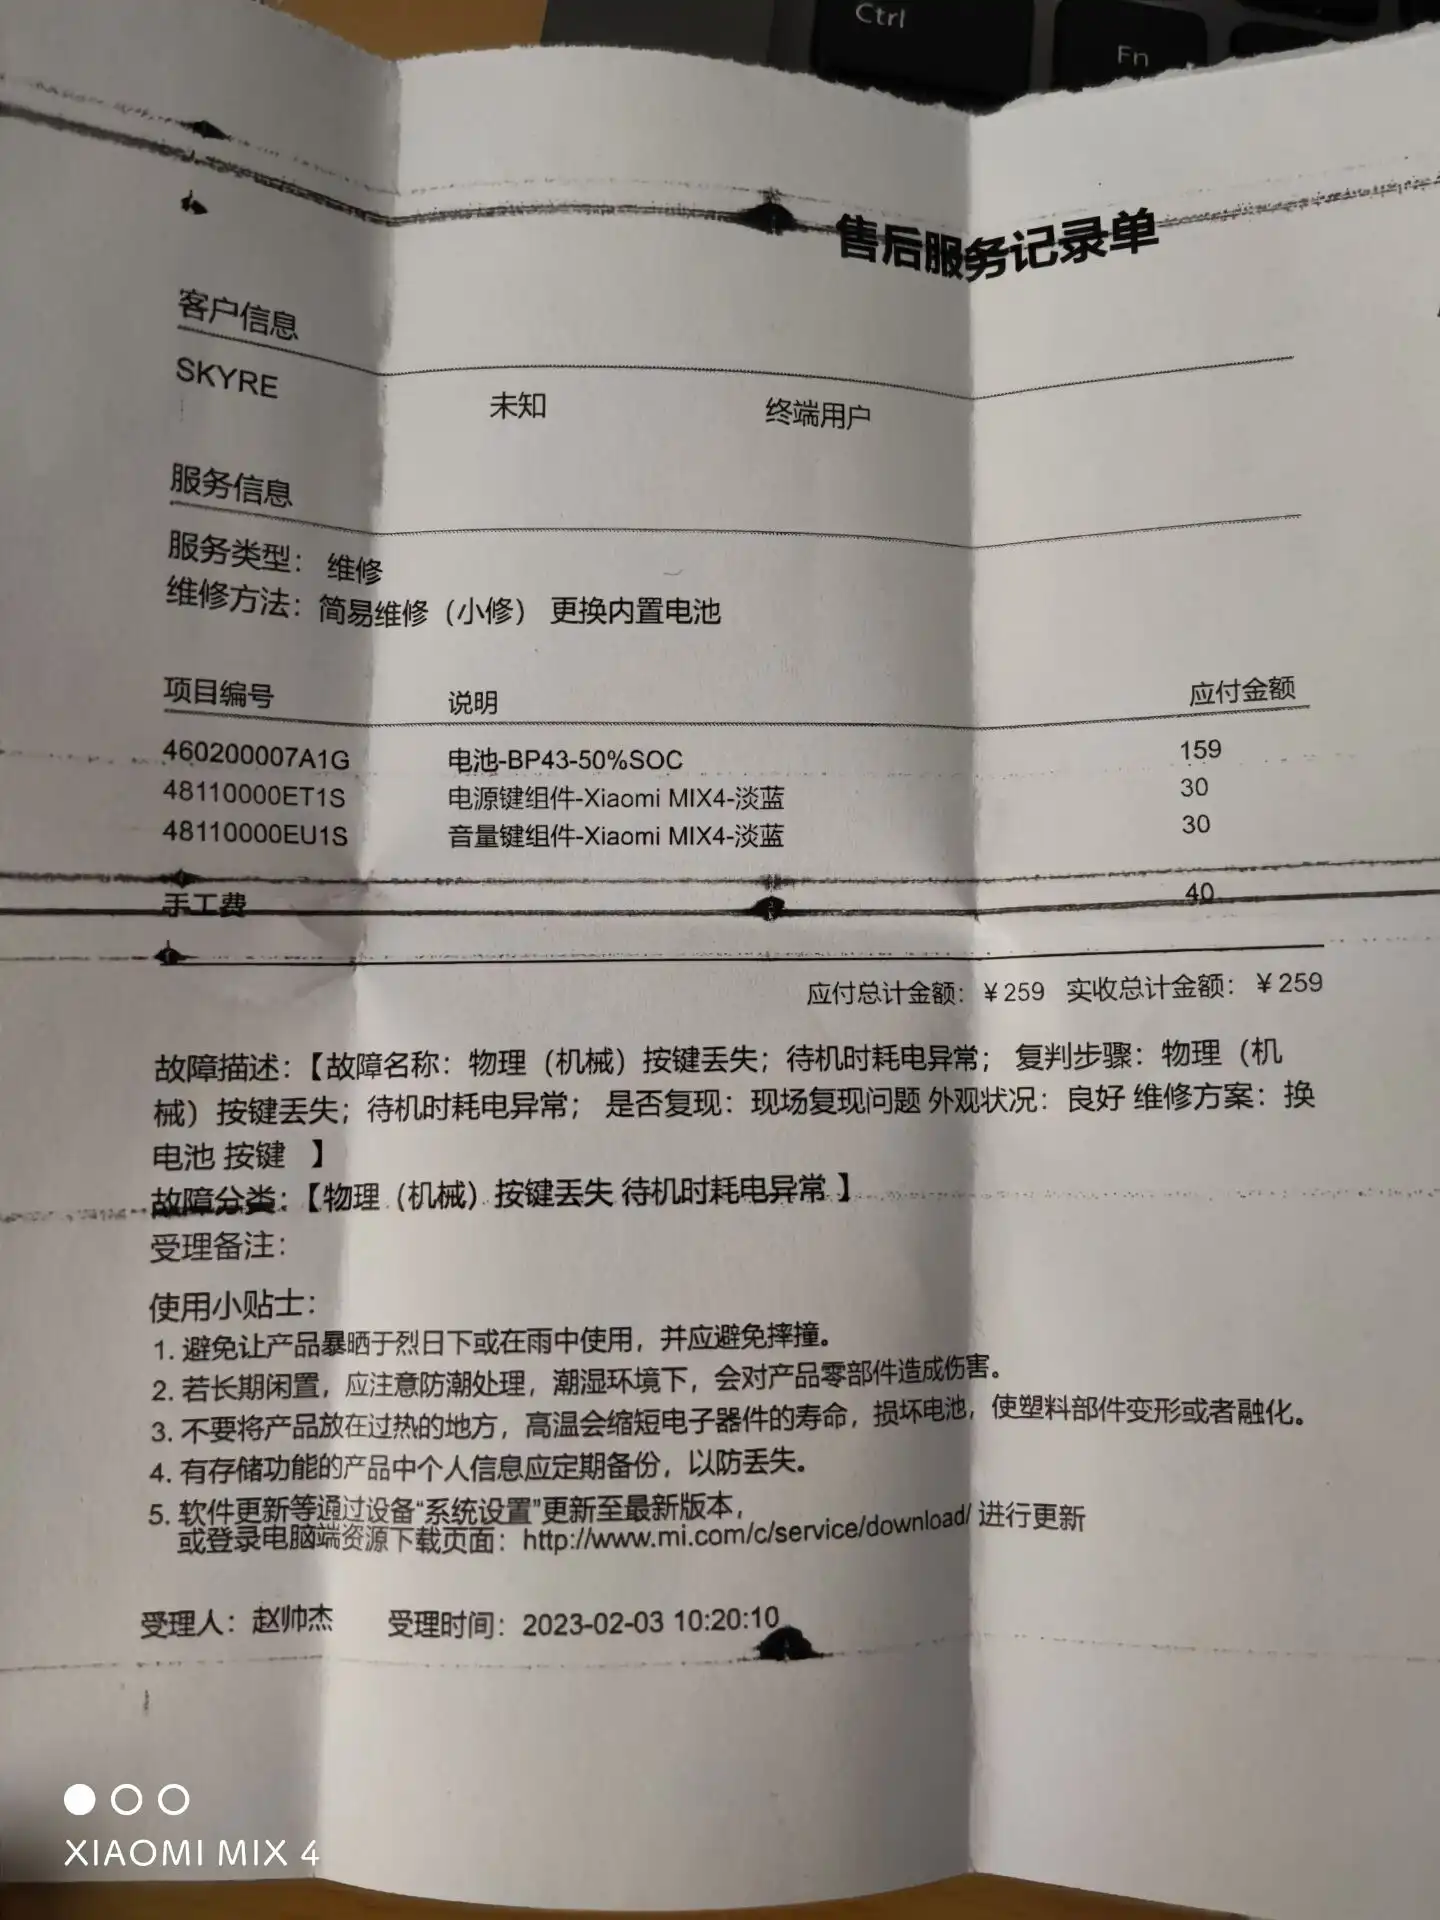 Ctrl
Fn
售后服务记录单
客户信息
SKYRE 未知 终端用户
服务信息
服务类型： 维修
维修方法：简易维修（小修） 更换内置电池
项目编号 说明 应付金额
460200007A1G 电池-BP43-50%SOC 159
48110000ET1S 电源键组件-Xiaomi MIX4-淡蓝 30
48110000EU1S 音量键组件-Xiaomi MIX4-淡蓝 30
手工费 40
应付总计金额：￥259 实收总计金额：￥259
故障描述：【故障名称：物理（机械）按键丢失；待机时耗电异常； 复判步骤：物理（机
械）按键丢失；待机时耗电异常； 是否复现：现场复现问题 外观状况：良好 维修方案：换
电池 按键 】
故障分类：【物理（机械）按键丢失 待机时耗电异常 】
受理备注：
使用小贴士：
1. 避免让产品暴晒于烈日下或在雨中使用，并应避免摔撞。
2. 若长期闲置，应注意防潮处理，潮湿环境下，会对产品零部件造成伤害。
3. 不要将产品放在过热的地方，高温会缩短电子器件的寿命，损坏电池，使塑料部件变形或者融化。
4. 有存储功能的产品中个人信息应定期备份，以防丢失。
5. 软件更新等通过设备“系统设置”更新至最新版本，
或登录电脑端资源下载页面：http://www.mi.com/c/service/download/ 进行更新
受理人：赵帅杰 受理时间：2023-02-03 10:20:10
XIAOMI MIX 4